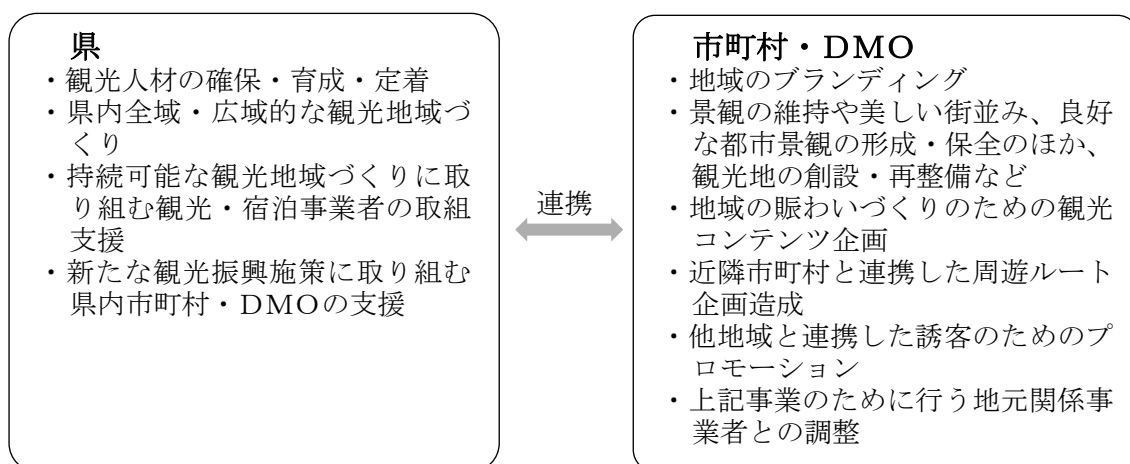 県
・観光人材の確保・育成・定着
・県内全域・広域的な観光地域づ
くり
・持続可能な観光地域づくりに取
り組む観光・宿泊事業者の取組
支援
・新たな観光振興施策に取り組む
県内市町村・DMOの支援
連携
市町村・DMO
・地域のブランディング
・景観の維持や美しい街並み、良好
な都市景観の形成・保全のほか、
観光地の創設・再整備など
・地域の賑わいづくりのための観光
コンテンツ企画
・近隣市町村と連携した周遊ルート
企画造成
・他地域と連携した誘客のためのプ
ロモーション
・上記事業のために行う地元関係事
業者との調整